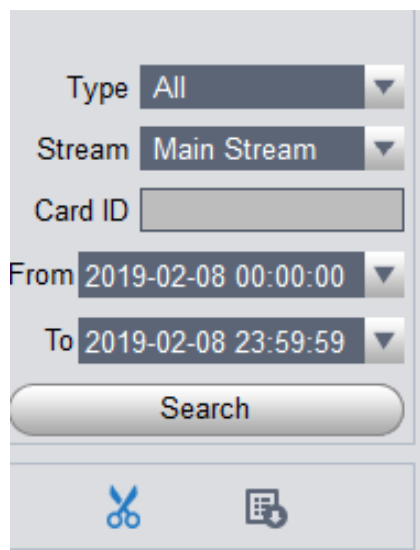 Type All
Stream Main Stream
Card ID
From 2019-02-08 00:00:00
To 2019-02-08 23:59:59
Search